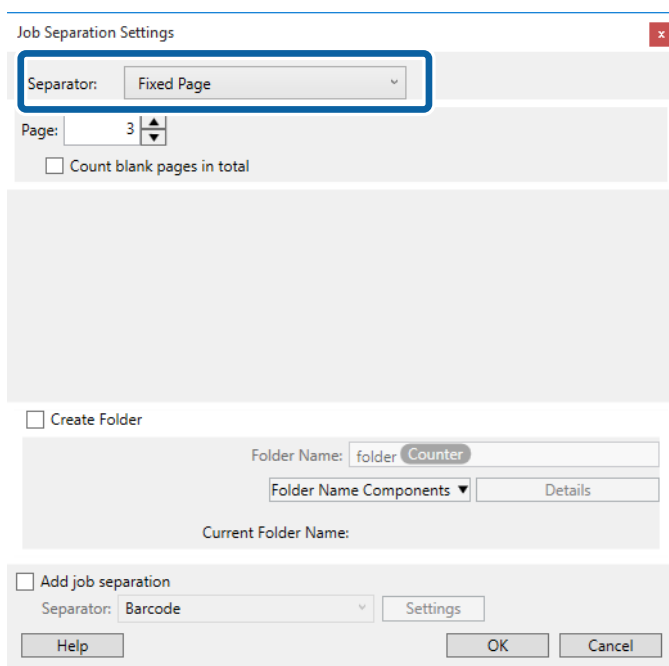 Job Separation Settings
x
Separator: Fixed Page
Page: 3
Count blank pages in total
Create Folder
Folder Name: folder Counter
Folder Name Components Details
Current Folder Name:
Add job separation
Separator: Barcode Settings
Help OK Cancel